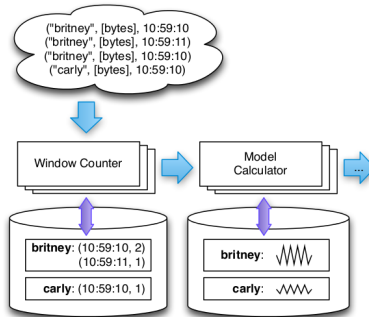 ("britney", [bytes], 10:59:10
("britney", [bytes], 10:59:11)
("britney", [bytes], 10:59:10)
("carly", [bytes], 10:59:10)
Window Counter
Model
Calculator
...
britney: (10:59:10, 2)
(10:59:11, 1)
carly: (10:59:10, 1)
britney:
carly: